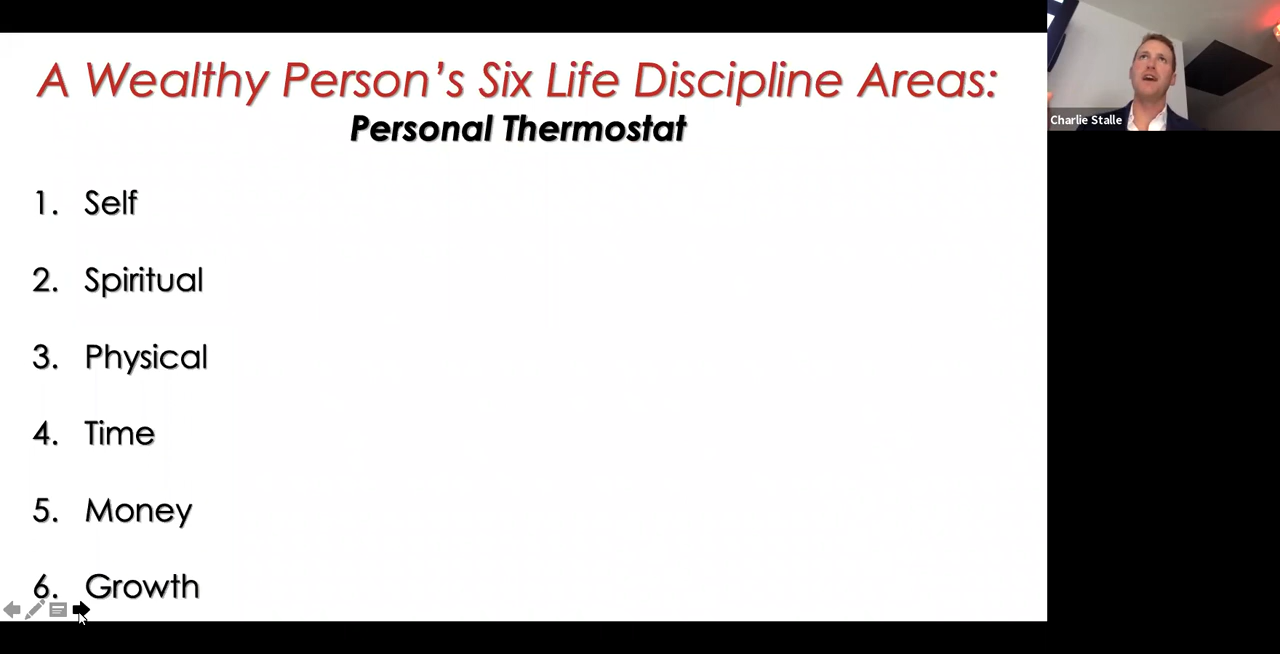 A Wealthy Person’s Six Life Discipline Areas:
Personal Thermostat
1. Self
2. Spiritual
3. Physical
4. Time
5. Money
6. Growth
Charlie Stalle